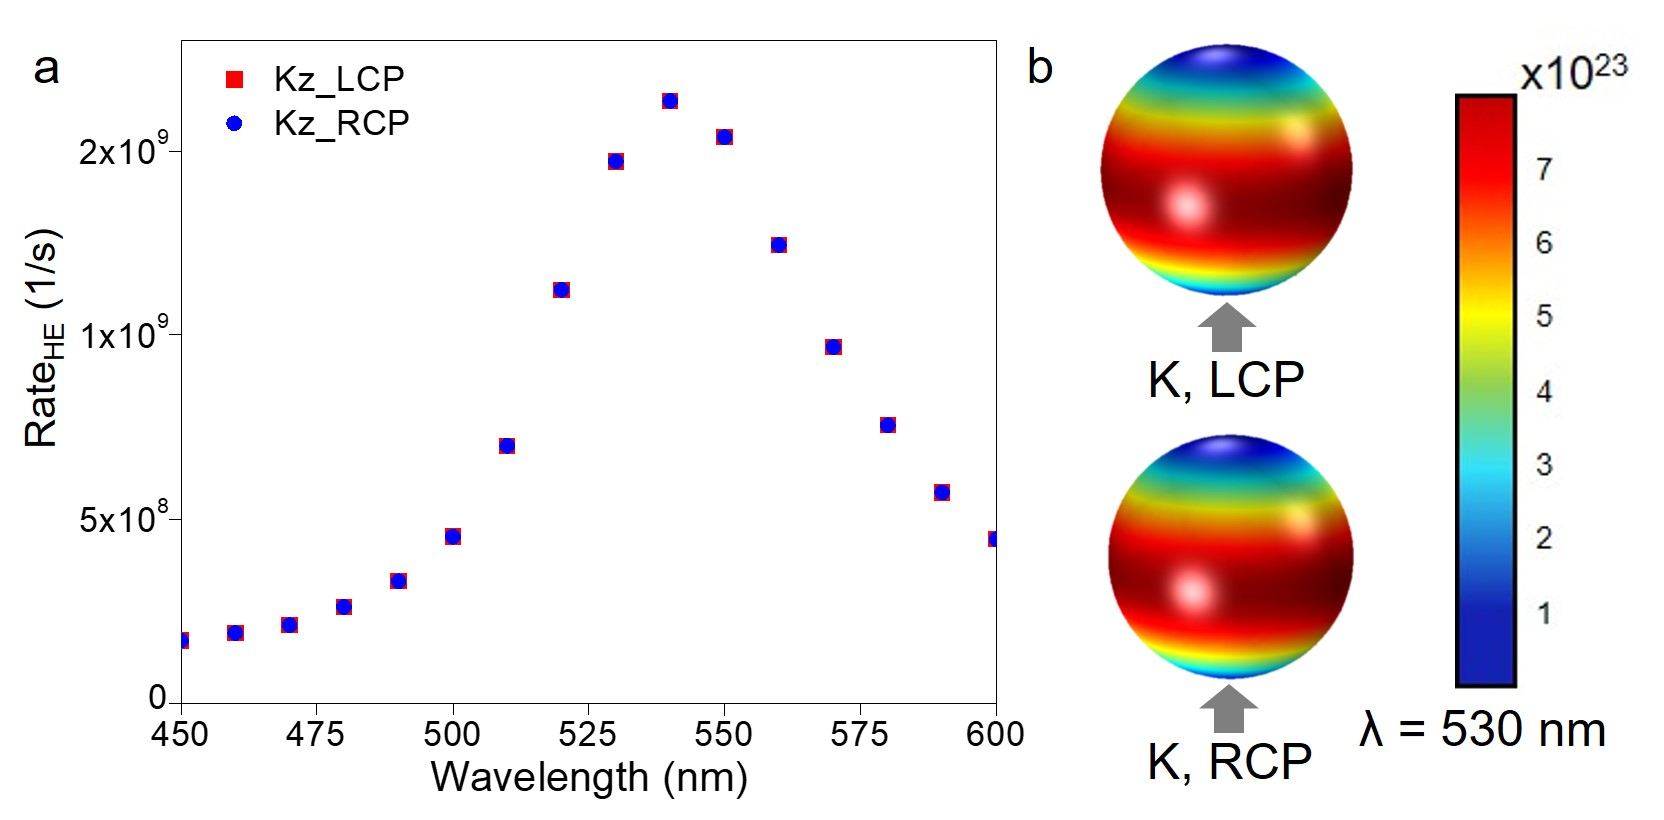 a
Kz_LCP
Kz_RCP
2x10⁹
1x10⁹
5x10⁸
0
Rate_HE (1/s)
450 475 500 525 550 575 600
Wavelength (nm)
b
K, LCP
K, RCP
x10²³
7
6
5
4
3
2
1
λ = 530 nm